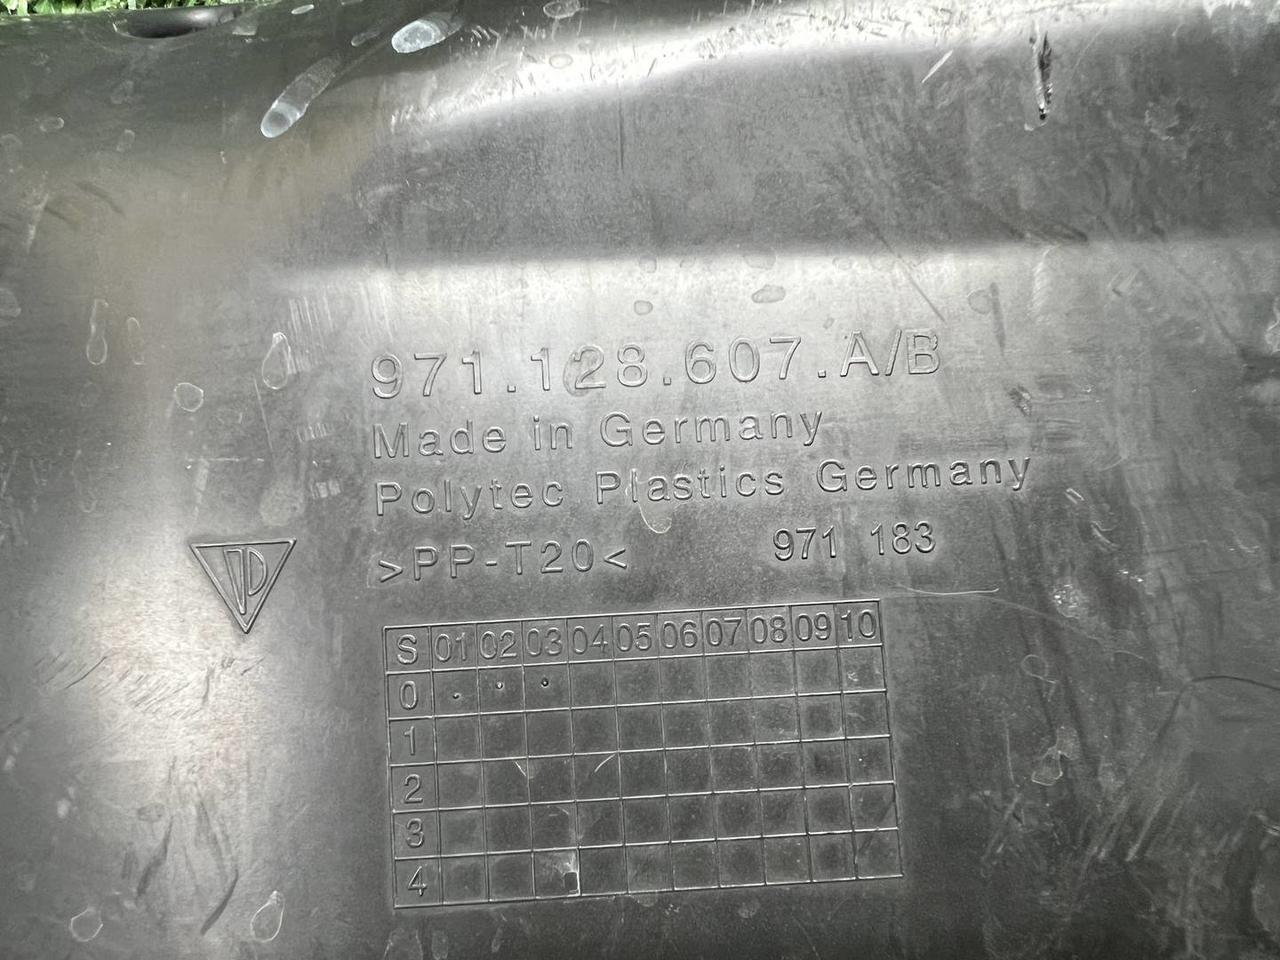 971.128.607.A/B
Made in Germany
Polytec Plastics Germany
>PP-T20< 971 183
S 01 02 03 04 05 06 07 08 09 10
0
1
2
3
4